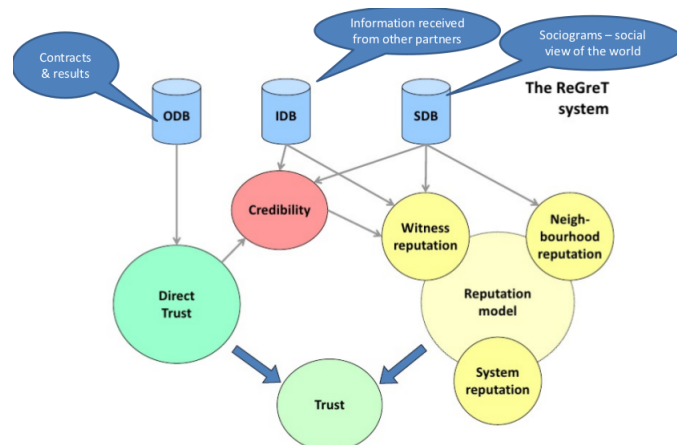 Contracts
& results
Information received
from other partners
Sociograms – social
view of the world
The ReGreT
system
ODB
IDB
SDB
Credibility
Witness
reputation
Neigh-
bourhood
reputation
Direct
Trust
Reputation
model
System
reputation
Trust